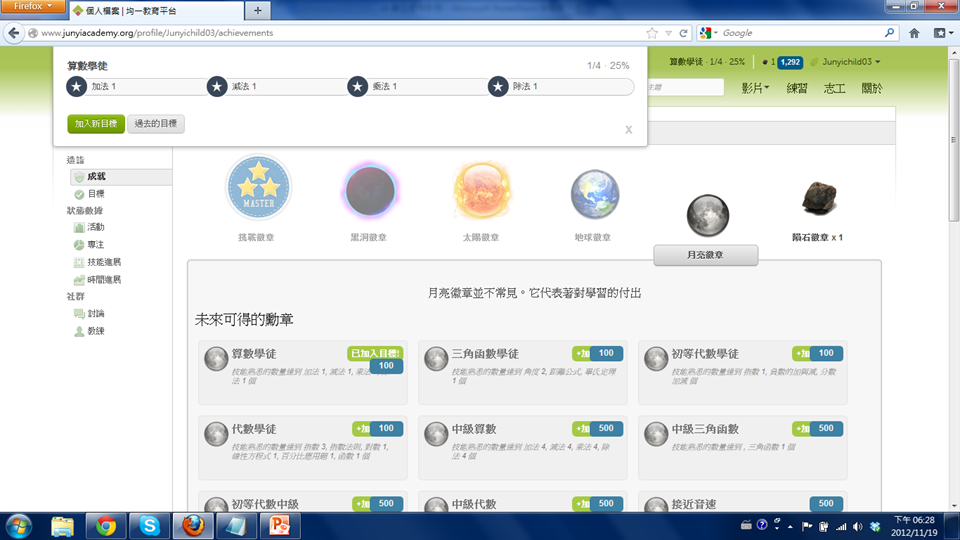 Firefox
個人檔案 | 均一教育平台
www.junyiacademy.org/profile/Junyichild03/achievements
Google
算數學徒
1/4 · 25%
加法 1
減法 1
乘法 1
除法 1
加入新目標
過去的目標
X
算數學徒 · 1/4 · 25%
1
1,292
Junyichild03
影片
練習
志工
關於
造詣
成就
目標
狀態數據
活動
專注
技能進展
時間進展
社群
討論
教練
MASTER
挑戰徽章
黑洞徽章
太陽徽章
地球徽章
月亮徽章
隕石徽章 x 1
月亮徽章並不常見。它代表著對學習的付出
未來可得的勳章
算數學徒
已加入目標!
100
技能熟悉的數量達到 加法 1, 減法 1, 乘法
法 1 個
三角函數學徒
+加
100
技能熟悉的數量達到 角度 2, 距離公式, 畢氏定理
1 個
初等代數學徒
+加
100
技能熟悉的數量達到 指數 1, 負數的加與減, 分數
加減 個
代數學徒
+加
100
技能熟悉的數量達到 指數 3, 指數法則, 對數 1,
線性方程式 1, 百分比應用題 1, 函數 1 個
中級算數
+加
500
技能熟悉的數量達到 加法 4, 減法 4, 乘法 4, 除
法 4 個
中級三角函數
+加
500
技能熟悉的數量達到 , 三角函數 1 個
初等代數中級
+加
500
中級代數
+加
500
接近音速
500
下午 06:28
2012/11/19